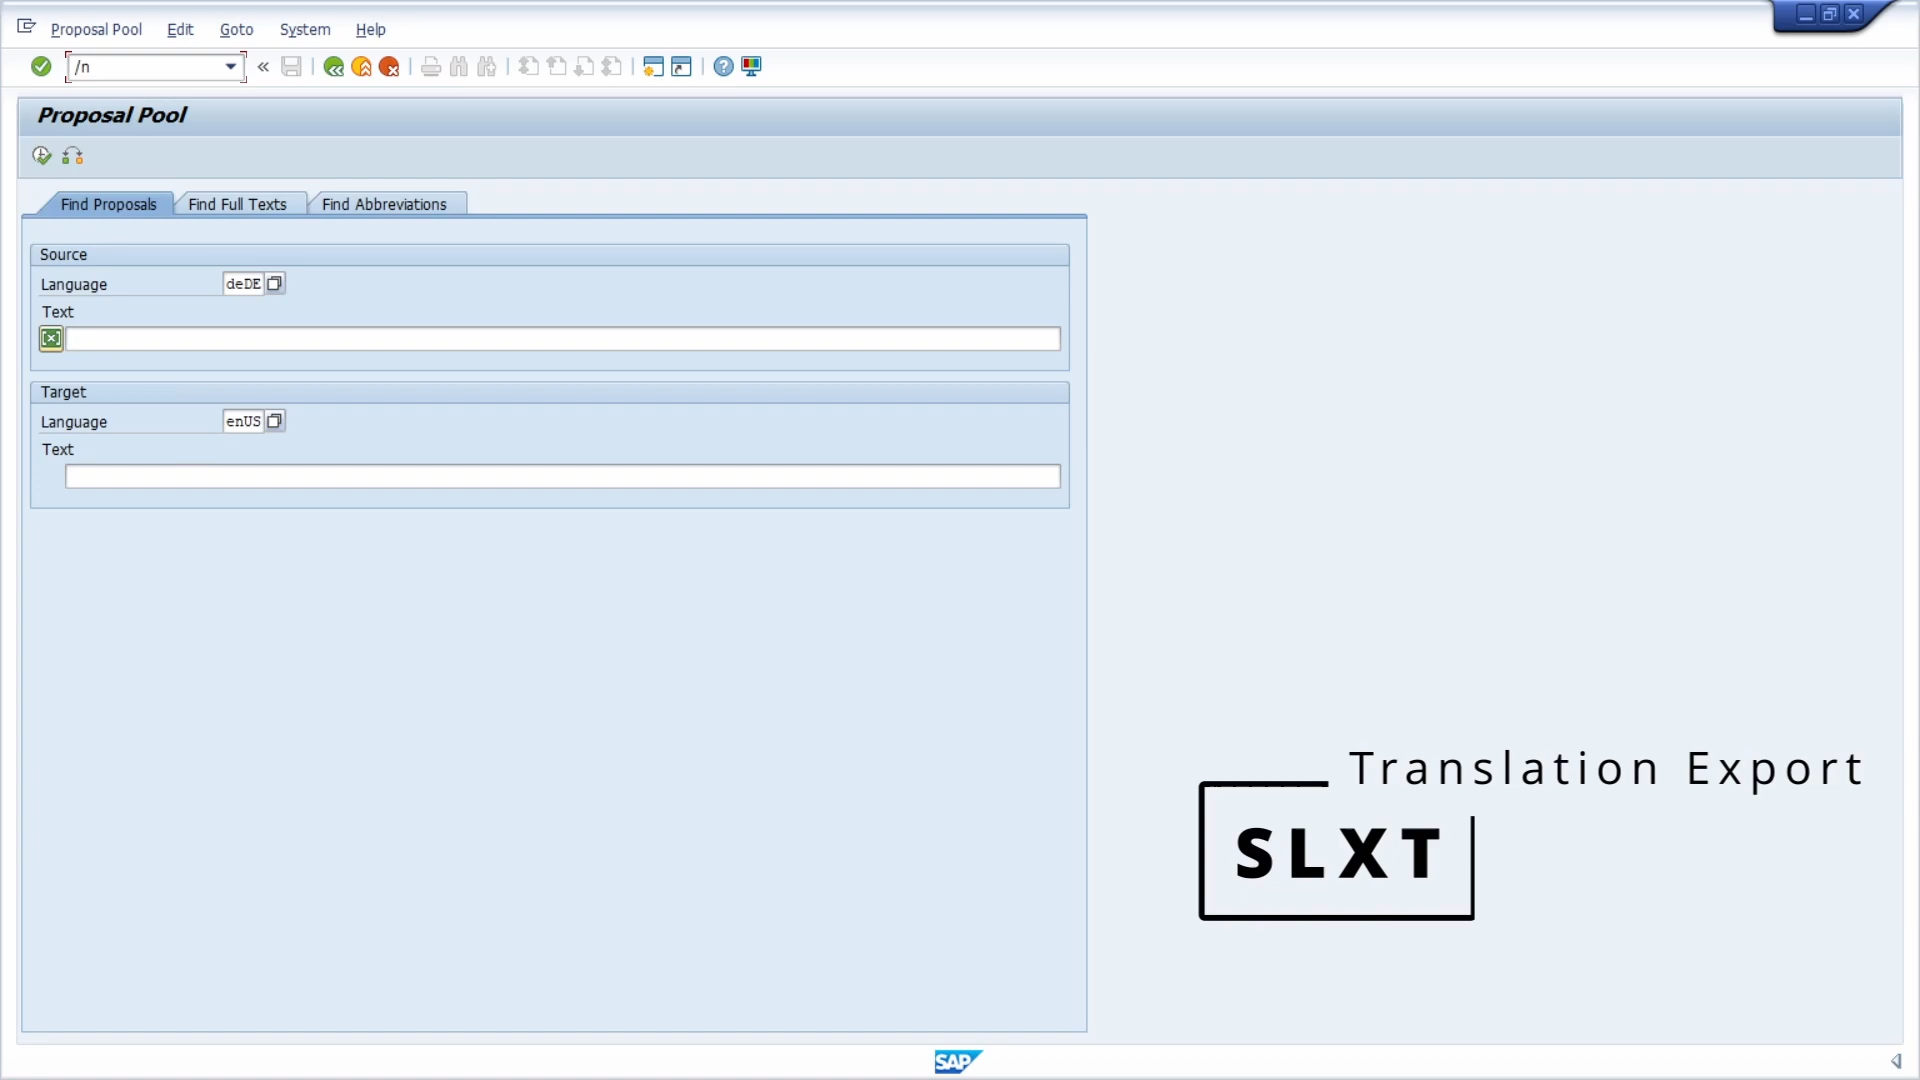 Proposal Pool Edit Goto System Help
/n
Proposal Pool
Find Proposals Find Full Texts Find Abbreviations
Source
Language deDE
Text
Target
Language enUS
Text
Translation Export
SLXT
SAP